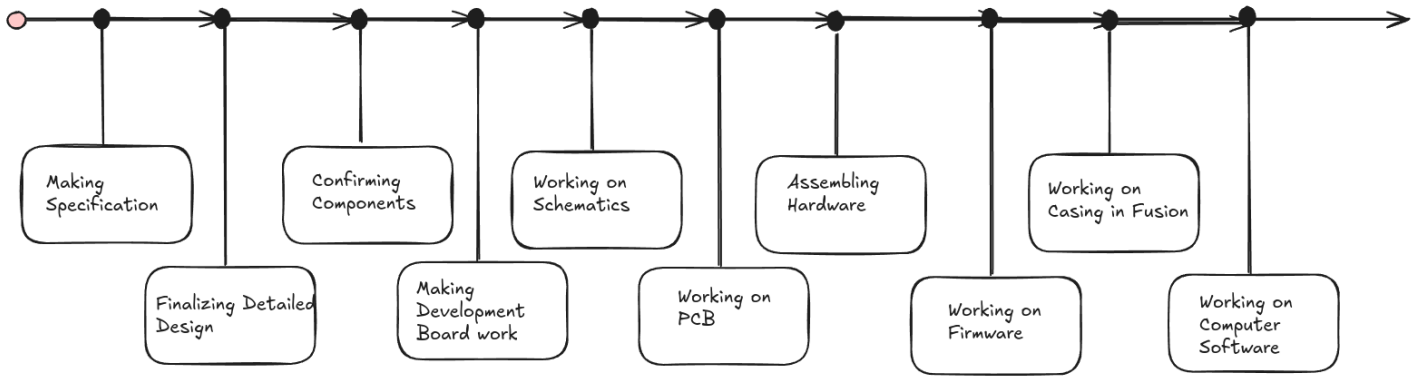 Making
Specification
Finalizing Detailed
Design
Confirming
Components
Making
Development
Board work
Working on
Schematics
Working on
PCB
Assembling
Hardware
Working on
Firmware
Working on
Casing in Fusion
Working on
Computer
Software